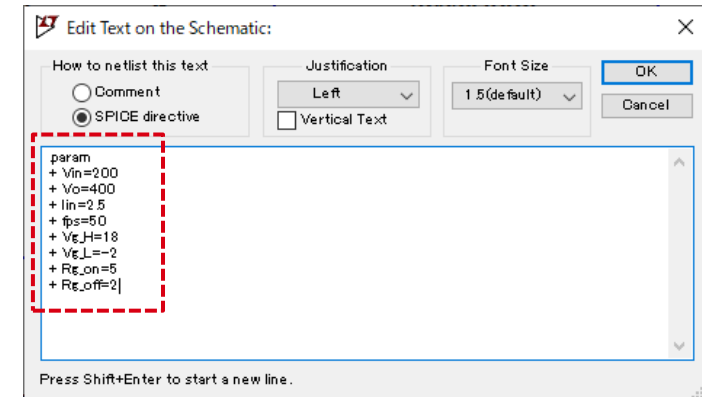 Edit Text on the Schematic:
How to netlist this text
Comment
SPICE directive
Justification
Left
Vertical Text
Font Size
1.5(default)
OK
Cancel
.param
+ Vin=200
+ Vo=400
+ Iin=2.5
+ fps=50
+ Vg_H=18
+ Vg_L=-2
+ Rg_on=5
+ Rg_off=2
Press Shift+Enter to start a new line.